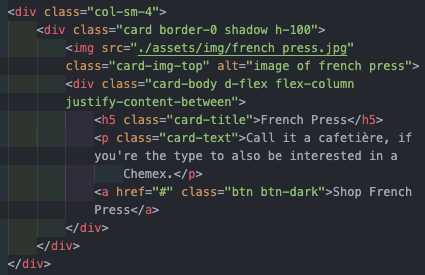 <div class="col-sm-4">
<div class="card border-0 shadow h-100">
<img src="./assets/img/french press.jpg"
class="card-img-top" alt="image of french press">
<div class="card-body d-flex flex-column
justify-content-between">
<h5 class="card-title">French Press</h5>
<p class="card-text">Call it a cafetière, if
you're the type to also be interested in a
Chemex.</p>
<a href="#" class="btn btn-dark">Shop French
Press</a>
</div>
</div>
</div>